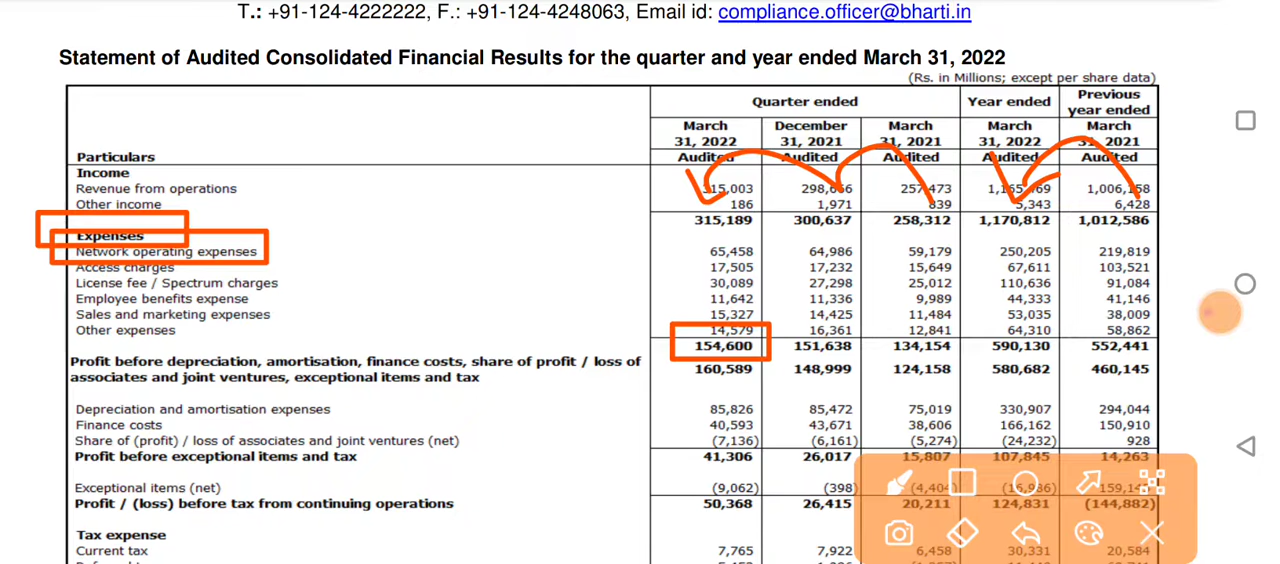 T.: +91-124-4222222, F.: +91-124-4248063, Email id: compliance.officer@bharti.in
Statement of Audited Consolidated Financial Results for the quarter and year ended March 31, 2022
(Rs. in Millions; except per share data)
Quarter ended Year ended Previous year ended
Particulars March 31, 2022 Audited December 31, 2021 Audited March 31, 2021 Audited March 31, 2022 Audited March 31, 2021 Audited
Income
Revenue from operations 315,003 298,666 257,473 1,165,469 1,006,158
Other income 186 1,971 839 5,343 6,428
315,189 300,637 258,312 1,170,812 1,012,586
Expenses
Network operating expenses 65,458 64,986 59,179 250,205 219,819
Access charges 17,505 17,232 15,649 67,611 103,521
License fee / Spectrum charges 30,089 27,298 25,012 110,636 91,084
Employee benefits expense 11,642 11,336 9,989 44,333 41,146
Sales and marketing expenses 15,327 14,425 11,484 53,035 38,009
Other expenses 14,579 16,361 12,841 64,310 58,862
154,600 151,638 134,154 590,130 552,441
Profit before depreciation, amortisation, finance costs, share of profit / loss of
associates and joint ventures, exceptional items and tax 160,589 148,999 124,158 580,682 460,145
Depreciation and amortisation expenses 85,826 85,472 75,019 330,907 294,044
Finance costs 40,593 43,671 38,606 166,162 150,910
Share of (profit) / loss of associates and joint ventures (net) (7,136) (6,161) (5,274) (24,232) 928
Profit before exceptional items and tax 41,306 26,017 15,807 107,845 14,263
Exceptional items (net) (9,062) (398) (4,404) (16,986)
Profit / (loss) before tax from continuing operations 50,368 26,415 20,211 124,831 (144,882)
Tax expense
Current tax 7,765 7,922 6,458 30,331 20,584